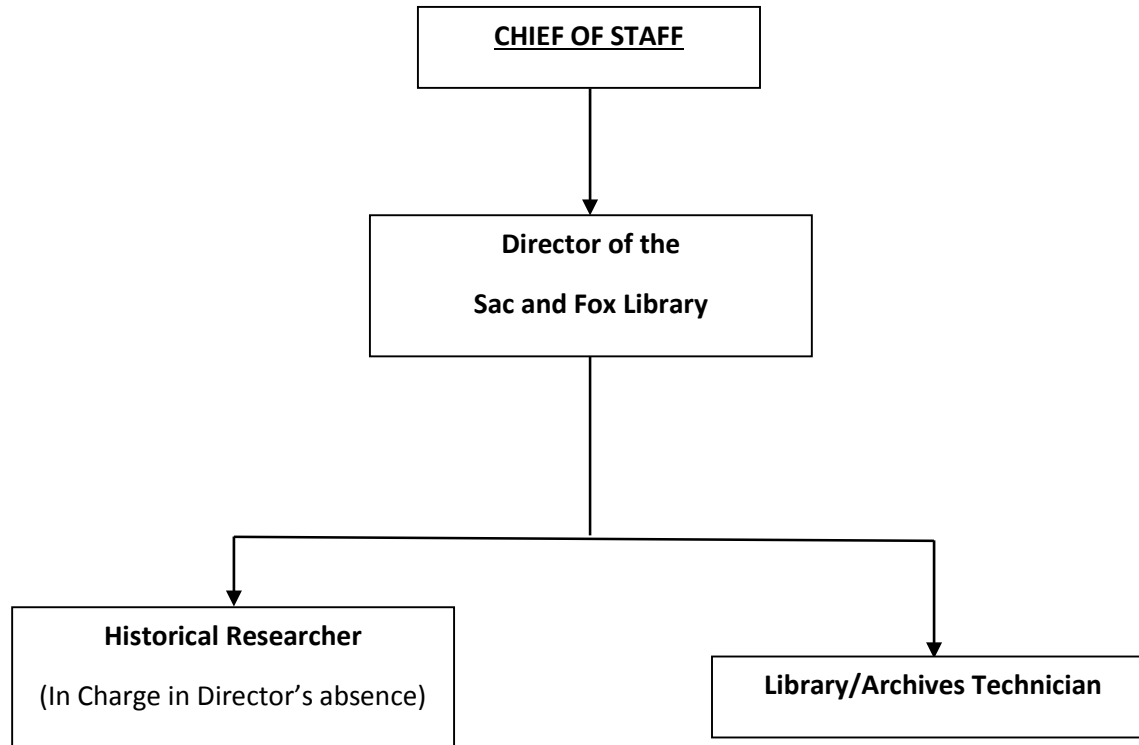 CHIEF OF STAFF
Director of the
Sac and Fox Library
Historical Researcher
(In Charge in Director’s absence)
Library/Archives Technician